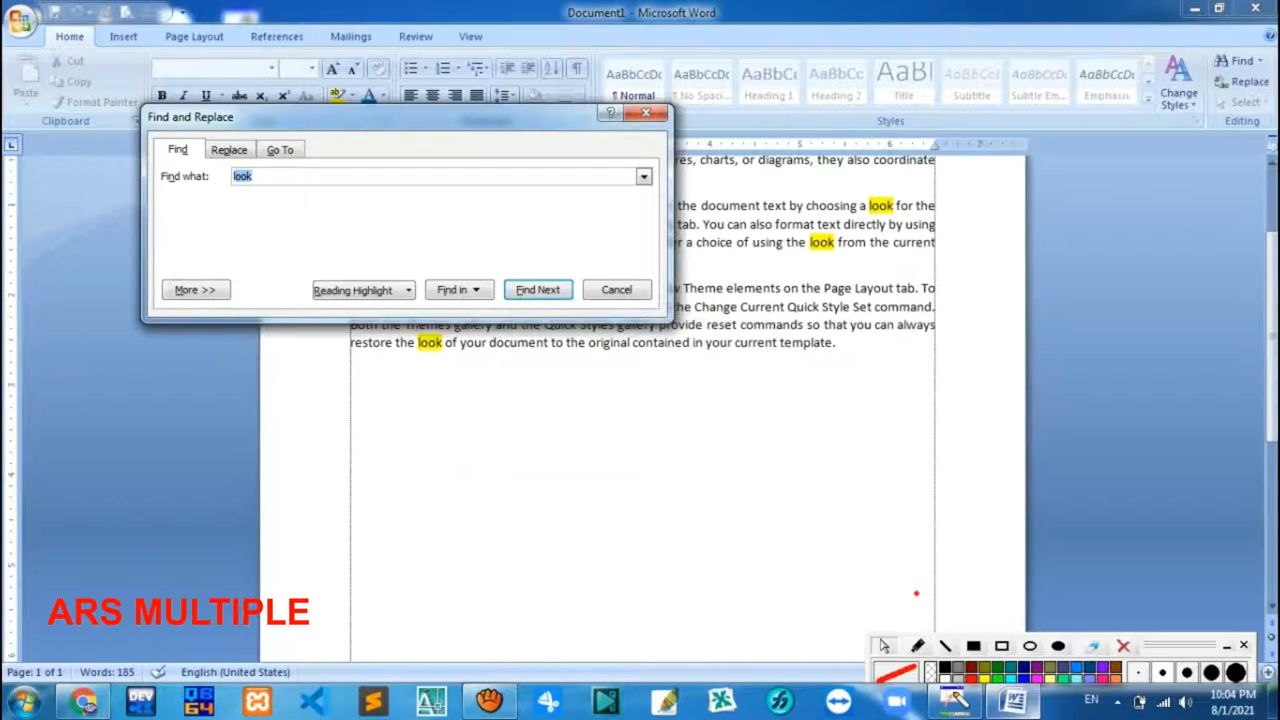 Document1 - Microsoft Word
Home Insert Page Layout References Mailings Review View
Cut
Copy
Format Painter
Paste
Clipboard
B I U abe X₂ X² A
AaBbCcDc AaBbCcDc AaBbCc AaBbCc AaBl AaBbCcl AaBbCcDc AaBbCcDc
¶ Normal ¶ No Spaci... Heading 1 Heading 2 Title Subtitle Subtle Em... Emphasis
Change
Styles
Styles
Find
Replace
Select
Editing
Find and Replace
Find Replace Go To
Find what: look
More >> Reading Highlight Find in Find Next Cancel
res, charts, or diagrams, they also coordinate
the document text by choosing a look for the
tab. You can also format text directly by using
r a choice of using the look from the current
w Theme elements on the Page Layout tab. To
the Change Current Quick Style Set command.
Both the Themes gallery and the Quick Styles gallery provide reset commands so that you can always
restore the look of your document to the original contained in your current template.
ARS MULTIPLE
Page: 1 of 1 Words: 185 English (United States)
DEV
64
EN
10:04 PM
8/1/2021